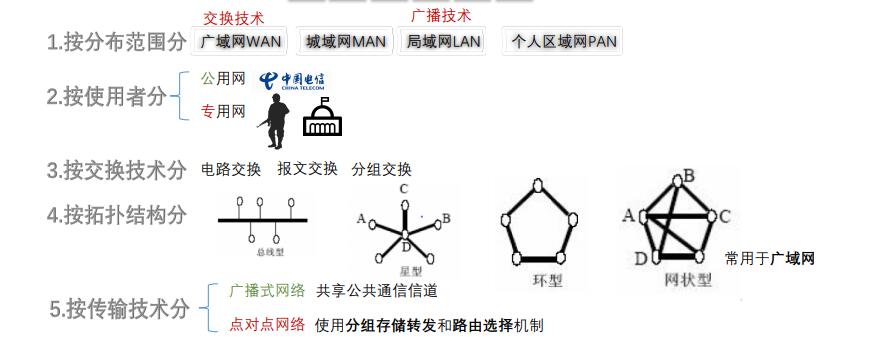 交换技术 广播技术
1.按分布范围分 广域网WAN 城域网MAN 局域网LAN 个人区域网PAN
2.按使用者分 公用网 中国电信
CHINA TELECOM
专用网
3.按交换技术分 电路交换 报文交换 分组交换
4.按拓扑结构分
总线型
C
A B
D
星型
环型
B
A C
D
网状型
常用于广域网
5.按传输技术分
广播式网络 共享公共通信信道
点对点网络 使用分组存储转发和路由选择机制